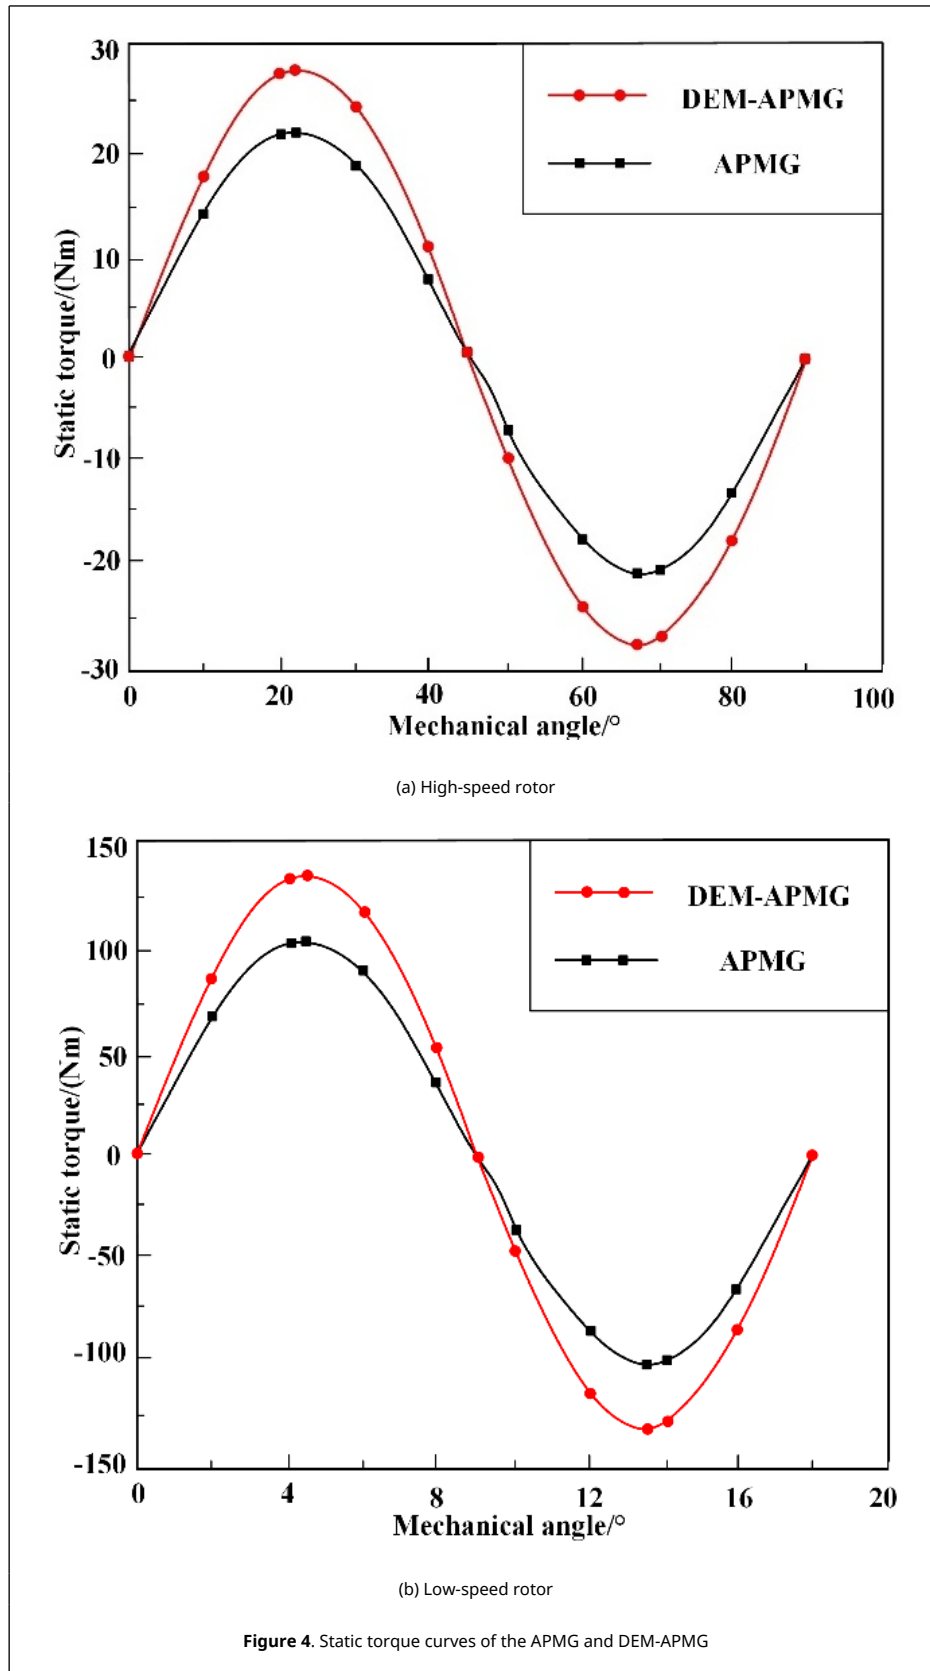 30
20
10
0
-10
-20
-30
Static torque/(Nm)
DEM-APMG
APMG
0 20 40 60 80 100
Mechanical angle/°
(a) High-speed rotor
150
100
50
0
-50
-100
-150
Static torque/(Nm)
DEM-APMG
APMG
0 4 8 12 16 20
Mechanical angle/°
(b) Low-speed rotor
Figure 4. Static torque curves of the APMG and DEM-APMG